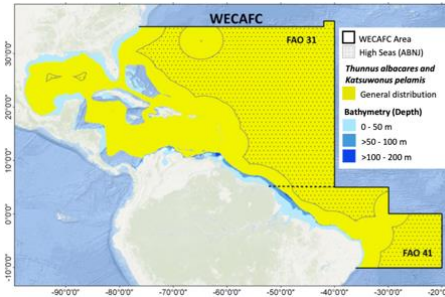 WECAFC
FAO 31
WECAFC Area
High Seas (ABNJ)
Thunnus albacares and
Katsuwonus pelamis
General distribution
Bathymetry (Depth)
0 - 50 m
>50 - 100 m
>100 - 200 m
FAO 41
30°0'0"
20°0'0"
10°0'0"
0°0'0"
-10°0'0"
-90°0'0"
-80°0'0"
-70°0'0"
-60°0'0"
-50°0'0"
-40°0'0"
-30°0'0"